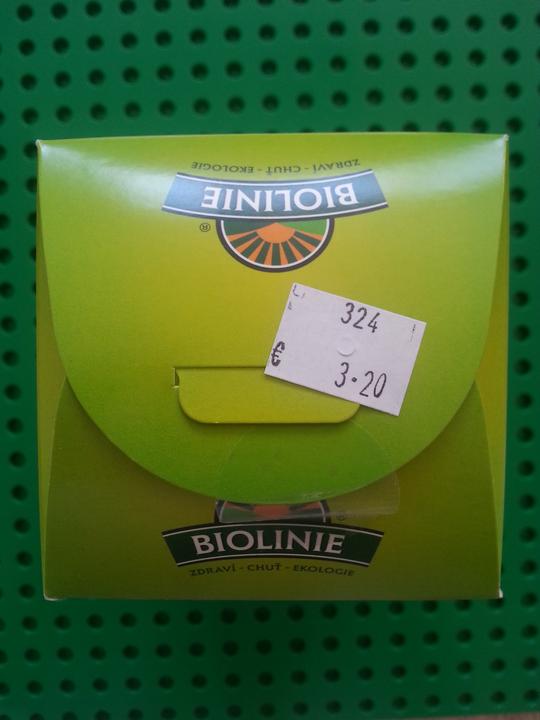 ZDRAVÍ - CHUŤ - EKOLOGIE
BIOLINIE
®
324
€ 3.20
BIOLINIE
®
ZDRAVÍ - CHUŤ - EKOLOGIE